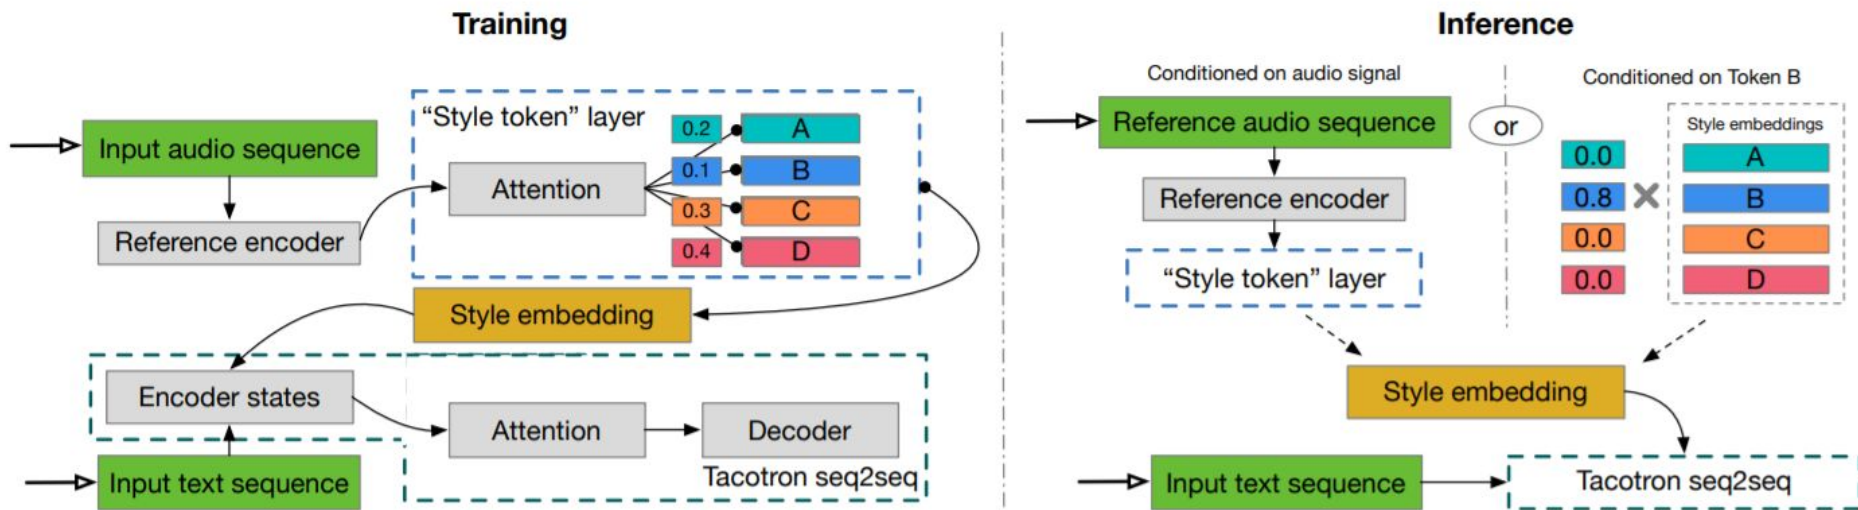 Training
“Style token” layer
Input audio sequence
Reference encoder
Attention
0.2
A
0.1
B
0.3
C
0.4
D
Style embedding
Encoder states
Attention
Decoder
Tacotron seq2seq
Input text sequence
Inference
Conditioned on audio signal
Reference audio sequence
Reference encoder
“Style token” layer
or
Conditioned on Token B
Style embeddings
0.0
A
0.8
B
0.0
C
0.0
D
Style embedding
Input text sequence
Tacotron seq2seq